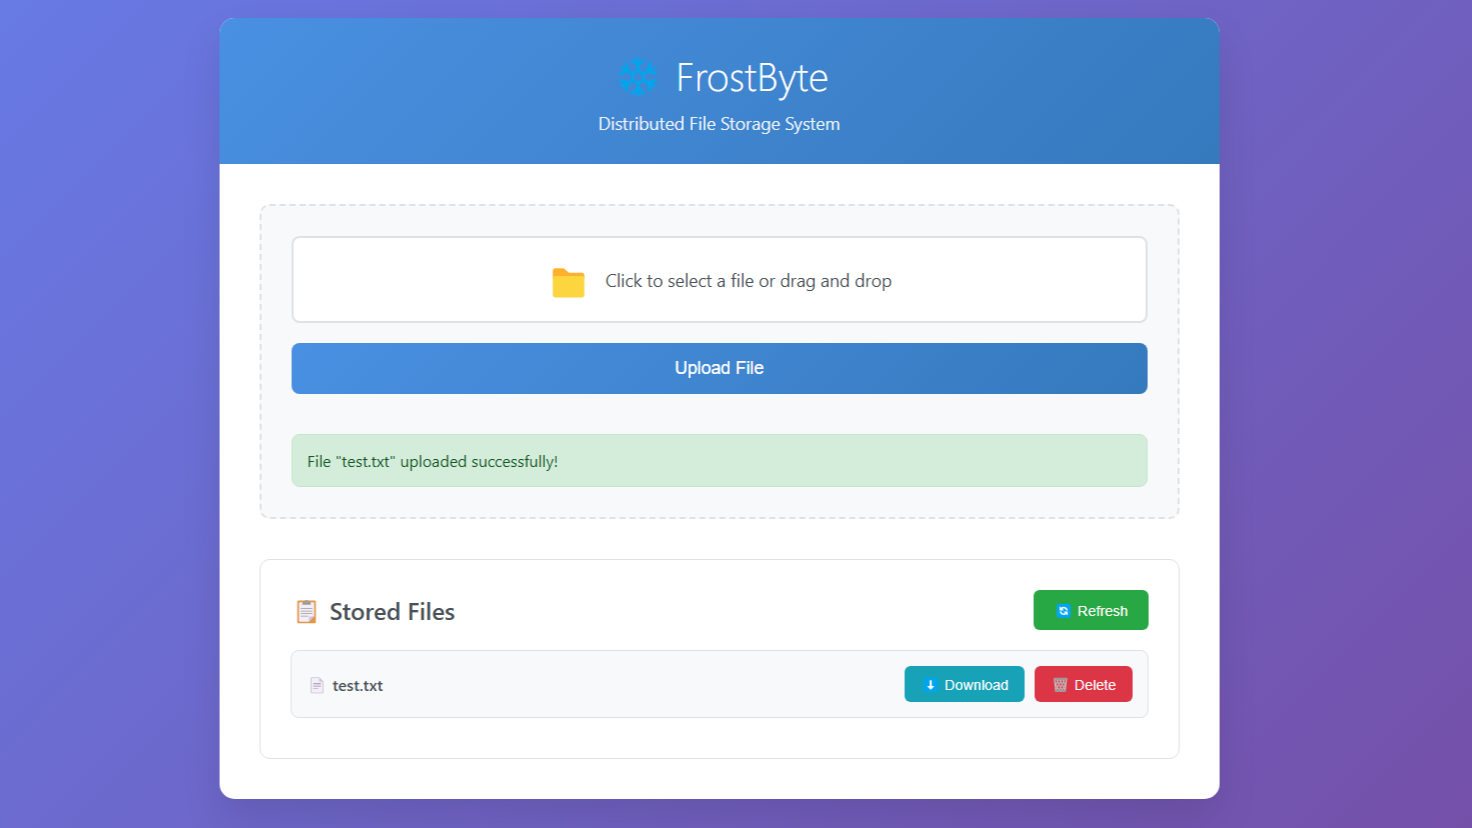 FrostByte
Distributed File Storage System
Click to select a file or drag and drop
Upload File
File "test.txt" uploaded successfully!
Stored Files
Refresh
test.txt
Download
Delete